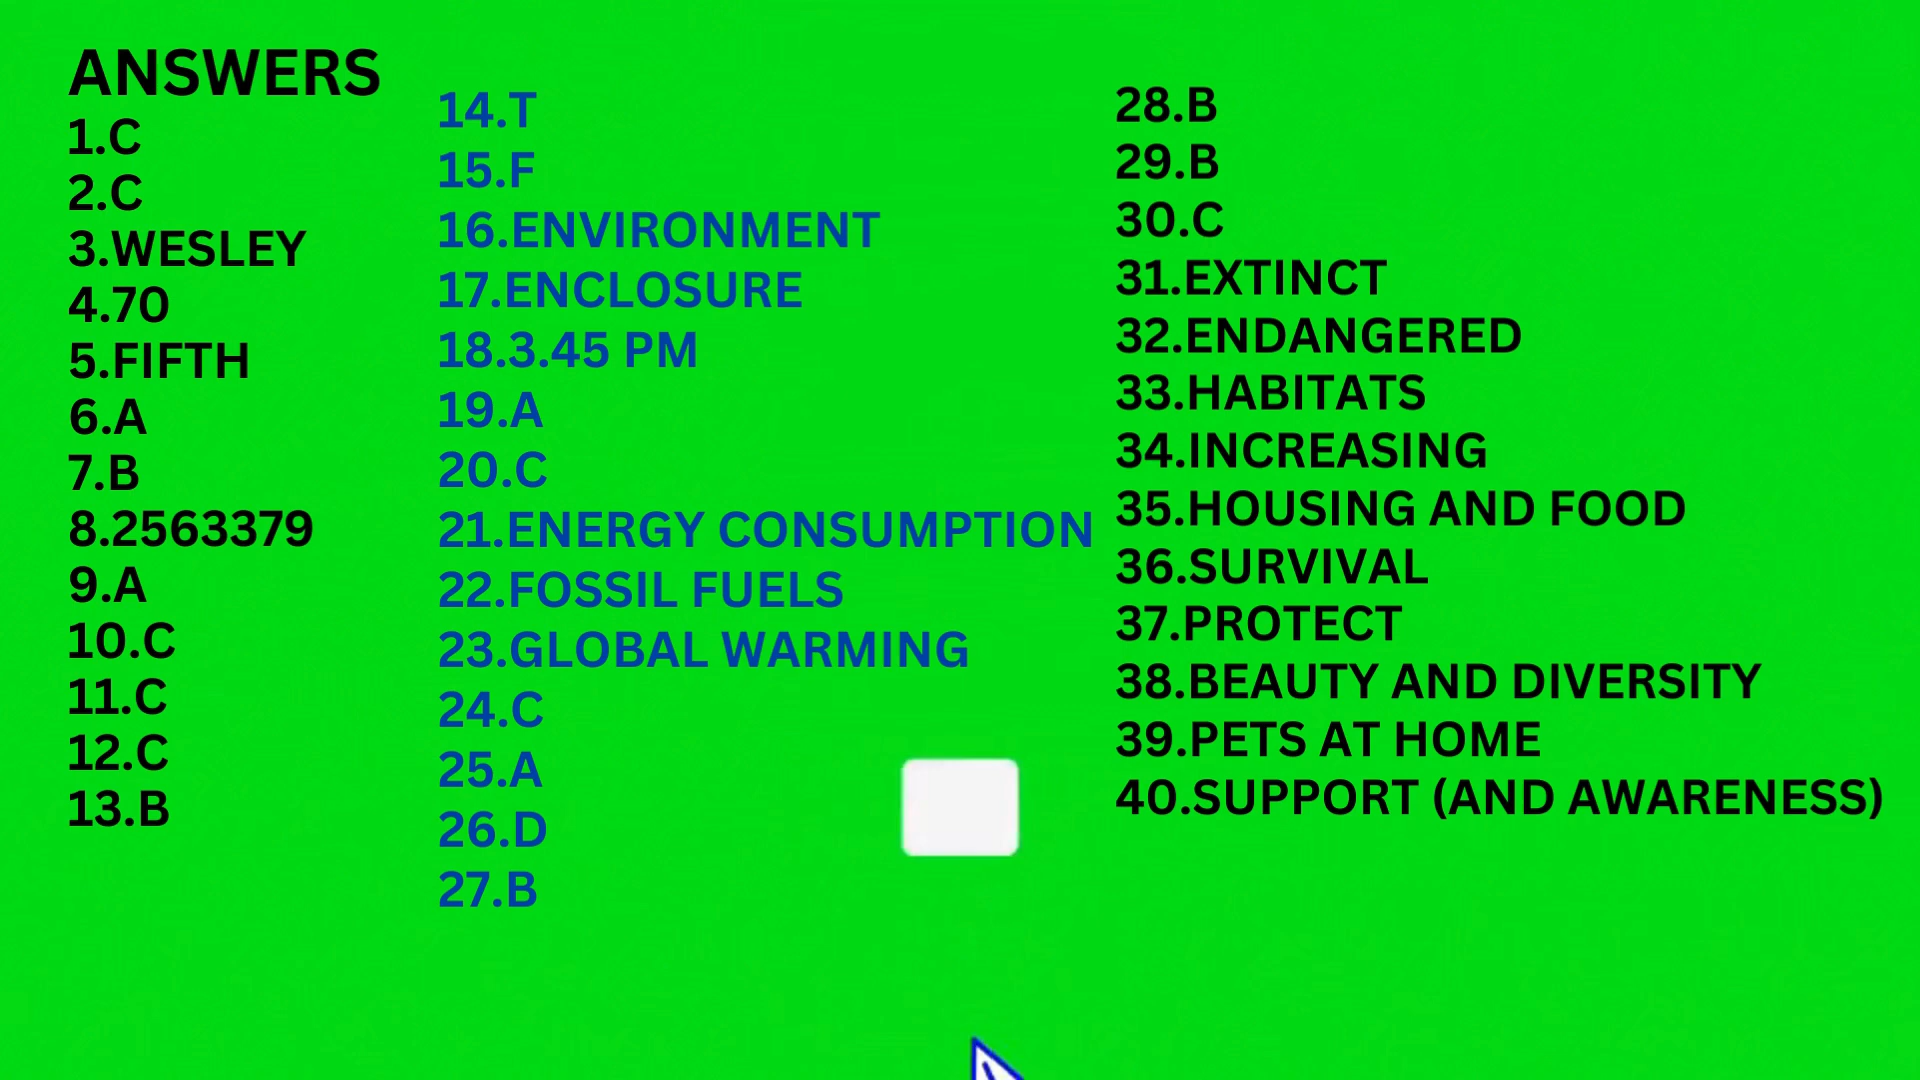 ANSWERS
1.C
2.C
3.WESLEY
4.70
5.FIFTH
6.A
7.B
8.2563379
9.A
10.C
11.C
12.C
13.B
14.T
15.F
16.ENVIRONMENT
17.ENCLOSURE
18.3.45 PM
19.A
20.C
21.ENERGY CONSUMPTION
22.FOSSIL FUELS
23.GLOBAL WARMING
24.C
25.A
26.D
27.B
28.B
29.B
30.C
31.EXTINCT
32.ENDANGERED
33.HABITATS
34.INCREASING
35.HOUSING AND FOOD
36.SURVIVAL
37.PROTECT
38.BEAUTY AND DIVERSITY
39.PETS AT HOME
40.SUPPORT (AND AWARENESS)